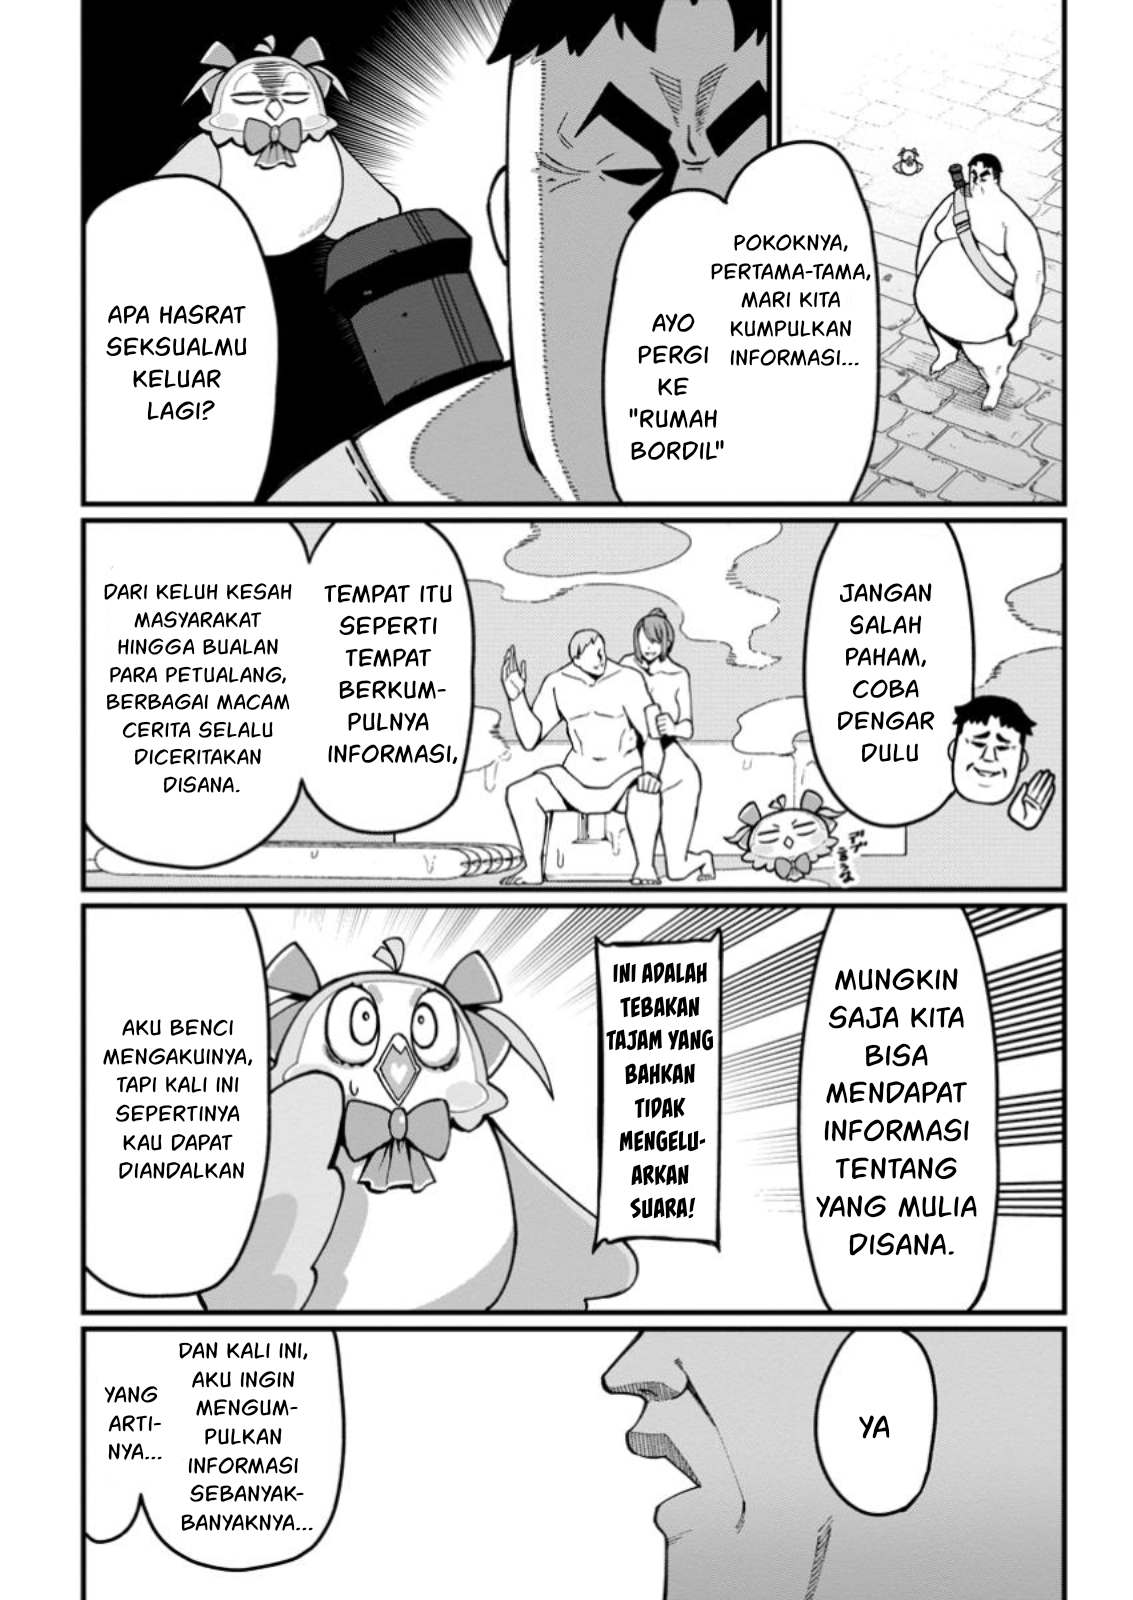 POKOKNYA,
PERTAMA-TAMA,
MARI KITA
KUMPULKAN
INFORMASI...
AYO
PERGI
KE
"RUMAH
BORDIL"
APA HASRAT
SEKSUALMU
KELUAR
LAGI?
JANGAN
SALAH
PAHAM,
COBA
DENGAR
DULU
TEMPAT ITU
SEPERTI
TEMPAT
BERKUM-
PULNYA
INFORMASI,
DARI KELUH KESAH
MASYARAKAT
HINGGA BUALAN
PARA PETUALANG,
BERBAGAI MACAM
CERITA SELALU
DICERITAKAN
DISANA.
MUNGKIN
SAJA KITA
BISA
MENDAPAT
INFORMASI
TENTANG
YANG MULIA
DISANA.
INI ADALAH
TEBAKAN
TAJAM YANG
BAHKAN
TIDAK
MENGELU-
ARKAN
SUARA!
AKU BENCI
MENGAKUINYA,
TAPI KALI INI
SEPERTINYA
KAU DAPAT
DIANDALKAN
YA
DAN KALI INI,
AKU INGIN
MENGUM-
PULKAN
INFORMASI
SEBANYAK-
BANYAKNYA...
YANG
ARTI-
NYA...